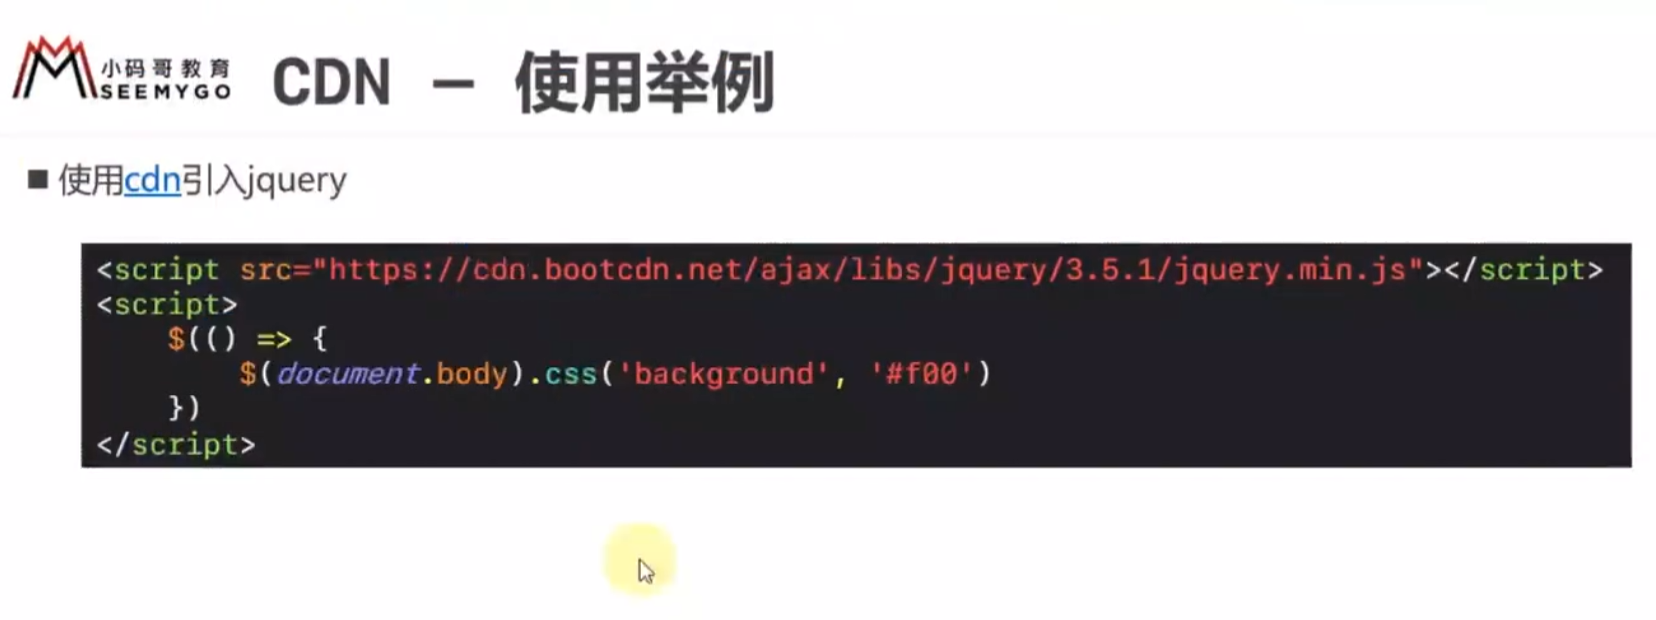 小码哥教育
SEEMYGO
CDN – 使用举例
■ 使用cdn引入jquery
<script src="https://cdn.bootcdn.net/ajax/libs/jquery/3.5.1/jquery.min.js"></script>
<script>
    $(() => {
        $(document.body).css('background', '#f00')
    })
</script>